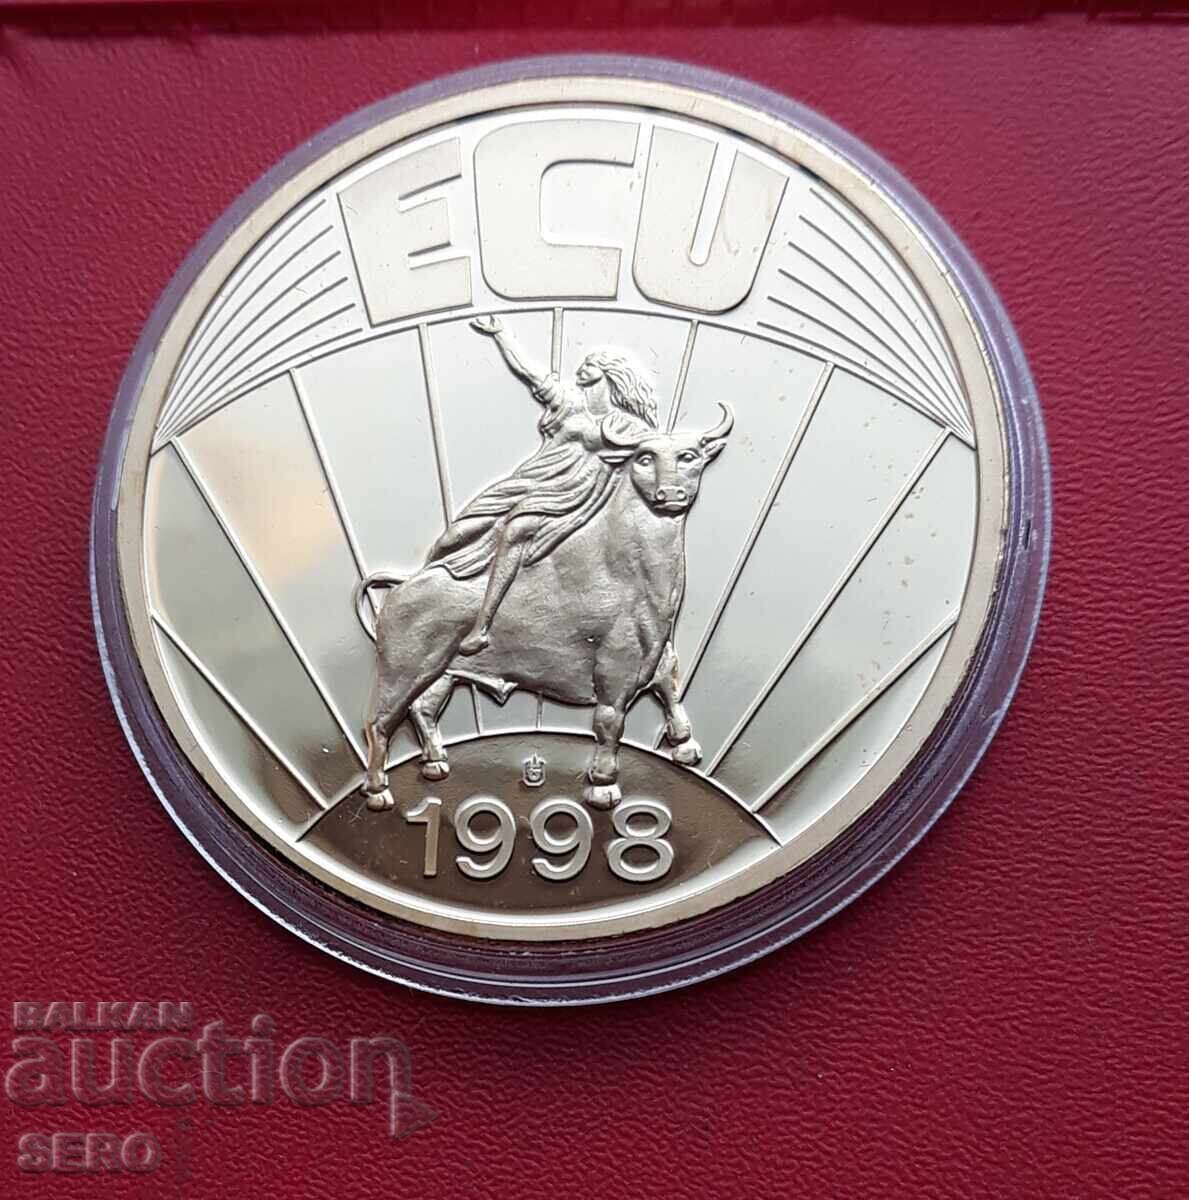 ECU
1998
BALKAN
auction
SERO